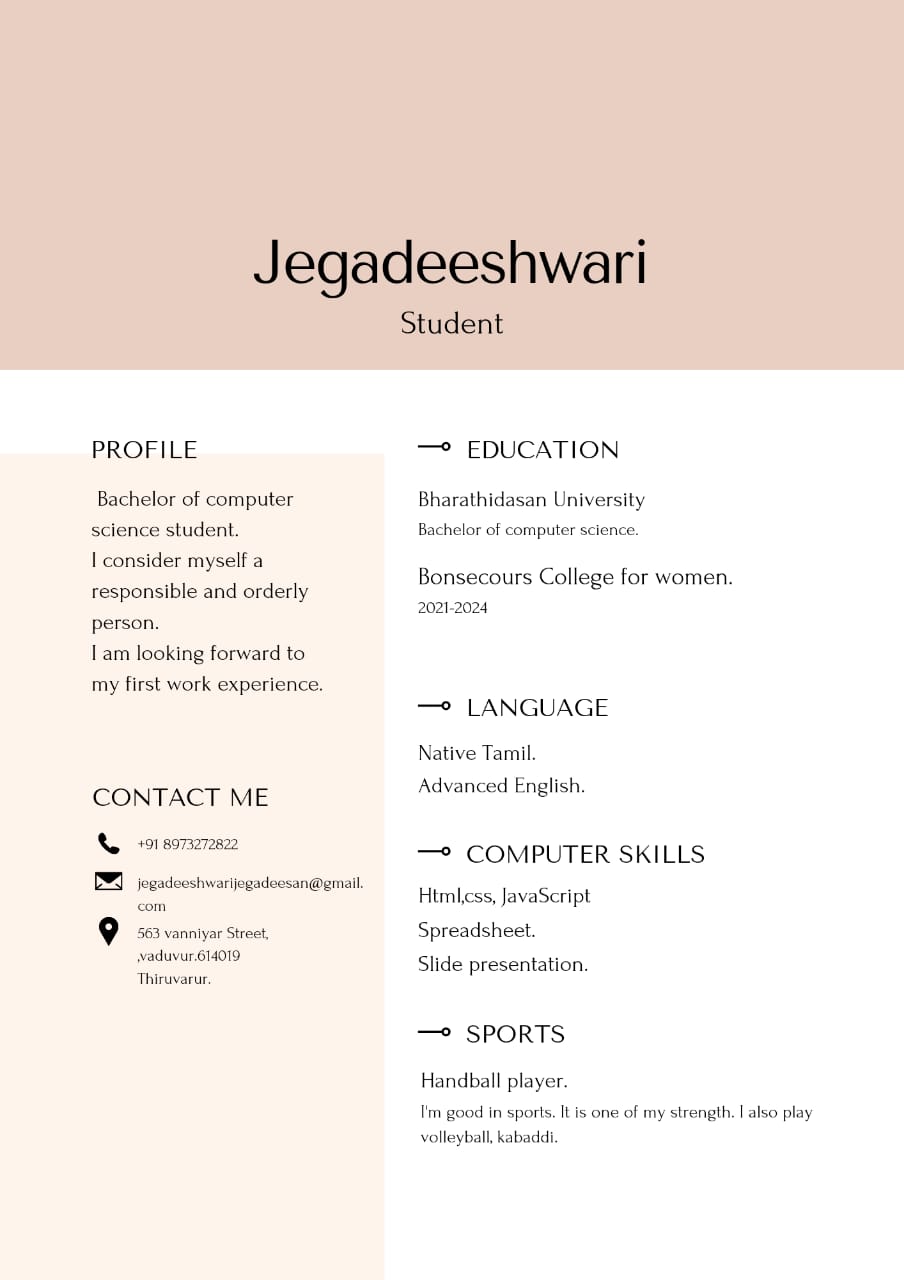 Jegadeeshwari
Student
PROFILE
Bachelor of computer
science student.
I consider myself a
responsible and orderly
person.
I am looking forward to
my first work experience.
CONTACT ME
+91 8973272822
jegadeeshwarijegadeesan@gmail.
com
563 vanniyar Street,
,vaduvur.614019
Thiruvarur.
EDUCATION
Bharathidasan University
Bachelor of computer science.
Bonsecours College for women.
2021-2024
LANGUAGE
Native Tamil.
Advanced English.
COMPUTER SKILLS
Html,css, JavaScript
Spreadsheet.
Slide presentation.
SPORTS
Handball player.
I'm good in sports. It is one of my strength. I also play
volleyball, kabaddi.